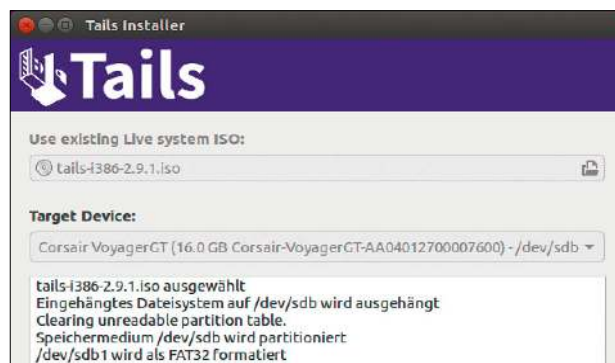 Tails Installer
Tails
Use existing Live system ISO:
tails-i386-2.9.1.iso
Target Device:
Corsair VoyagerGT (16.0 GB Corsair-VoyagerGT-AA04012700007600) - /dev/sdb
tails-i386-2.9.1.iso ausgewählt
Eingehängtes Dateisystem auf /dev/sdb wird ausgehängt
Clearing unreadable partition table.
Speichermedium /dev/sdb wird partitioniert
/dev/sdb1 wird als FAT32 formatiert